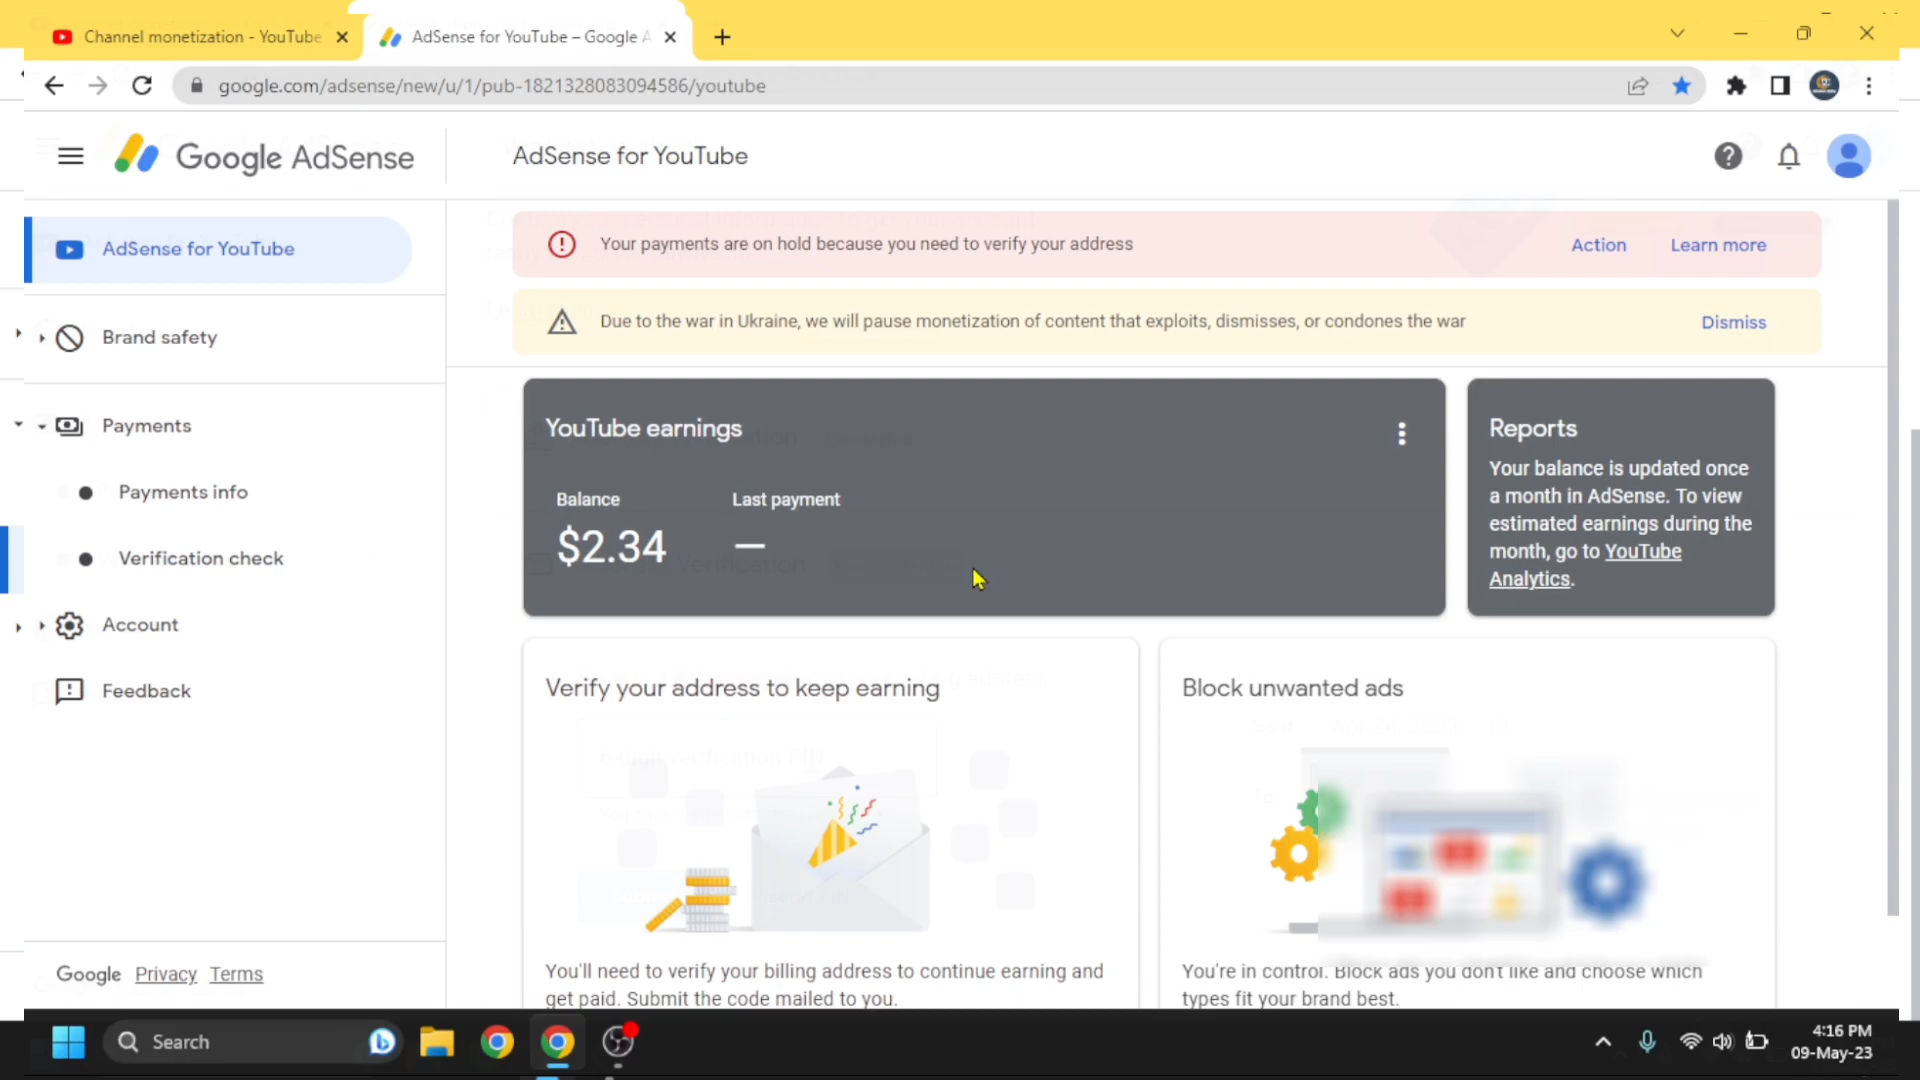 Channel monetization - YouTube
AdSense for YouTube – Google A
google.com/adsense/new/u/1/pub-1821328083094586/youtube
Google AdSense
AdSense for YouTube
AdSense for YouTube
Brand safety
Payments
Payments info
Verification check
Account
Feedback
Google Privacy Terms
Your payments are on hold because you need to verify your address
Action
Learn more
Due to the war in Ukraine, we will pause monetization of content that exploits, dismisses, or condones the war
Dismiss
YouTube earnings
Balance
Last payment
$2.34
—
Reports
Your balance is updated once
a month in AdSense. To view
estimated earnings during the
month, go to YouTube
Analytics.
Verify your address to keep earning
You'll need to verify your billing address to continue earning and
get paid. Submit the code mailed to you.
Block unwanted ads
You're in control. Block ads you don't like and choose which
types fit your brand best.
Search
4:16 PM
09-May-23